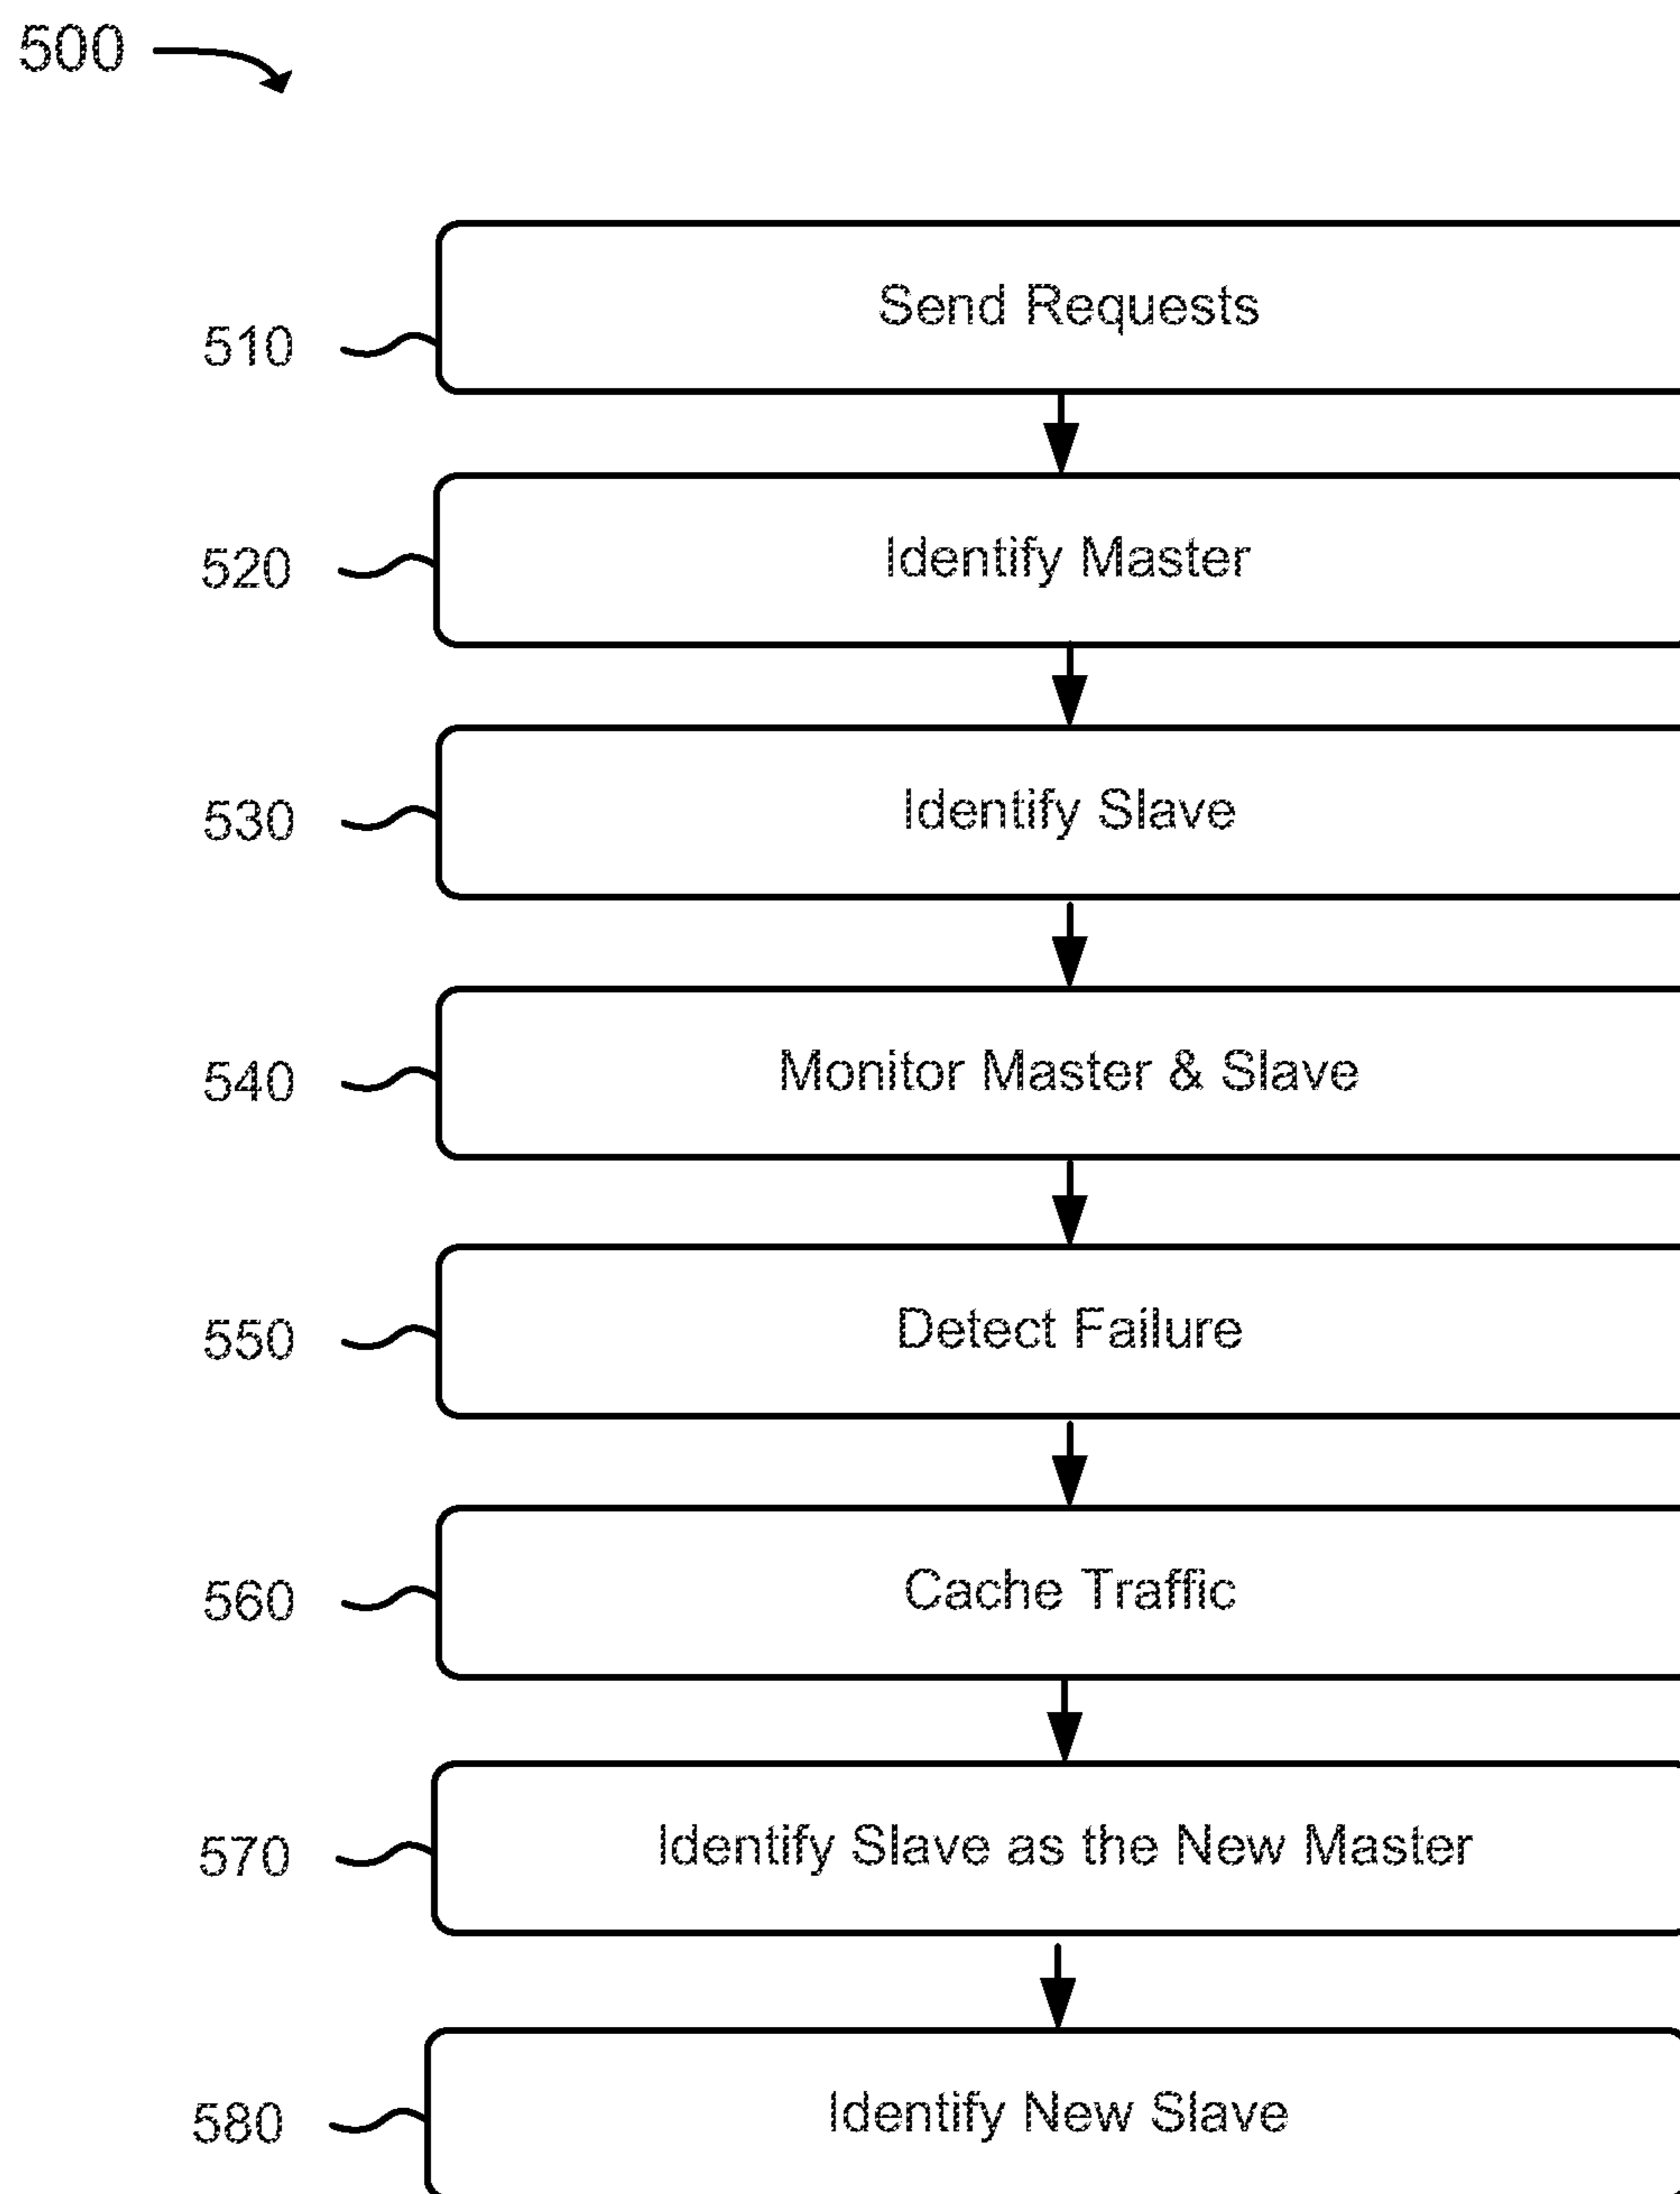 500
Send Requests
510
Identify Master
520
Identify Slave
530
Monitor Master & Slave
540
Detect Failure
550
Cache Traffic
560
Identify Slave as the New Master
570
Identify New Slave
580